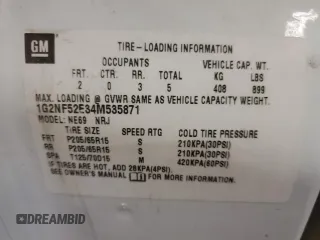 GM
TIRE-LOADING INFORMATION
OCCUPANTS VEHICLE CAP. WT.
FRT. CTR. RR. TOTAL KG LBS
2 0 3 5 408 899
MAX. LOADING @ GVWR SAME AS VEHICLE CAPACITY WEIGHT.
1G2NF52E34M535871
MODEL: NE69 NRJ
TIRE SIZE SPEED RTG COLD TIRE PRESSURE
FRT P205/65R15 S 210KPA(30PSI)
RR P205/65R15 S 210KPA(30PSI)
SPA T125/70D15 M 420KPA(60PSI)
IF TIRES ARE HOT, ADD 28KPA(4PSI)
SEE OWNER'S MANUAL FOR MORE INFORMATION
DREAMBID